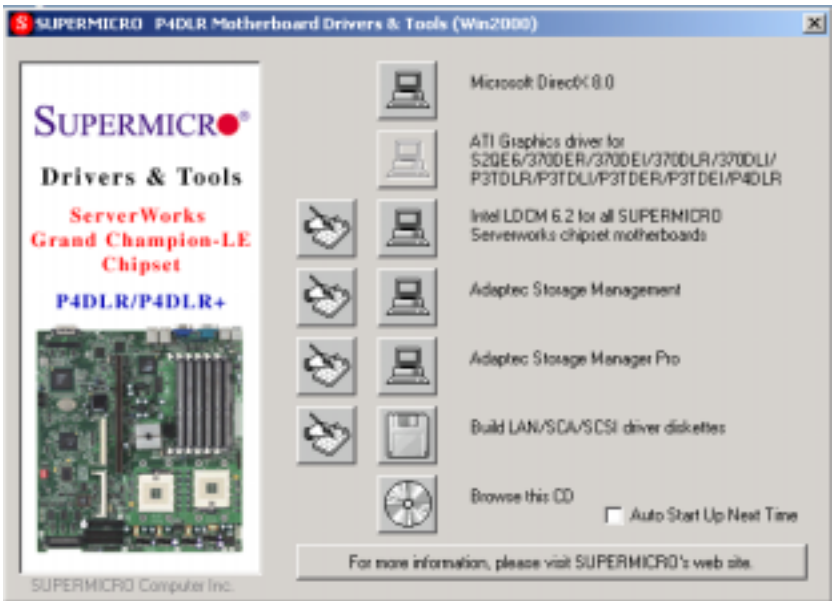 SUPERMICRO P4DLR Motherboard Drivers & Tools (Win2000)
SUPERMICRO
Drivers & Tools
ServerWorks
Grand Champion-LE
Chipset
P4DLR/P4DLR+
SUPERMICRO Computer Inc.
Microsoft DirectX 8.0
ATI Graphics driver for
S2QE6/370DER/370DEI/370DLR/370DLI/
P3TDLR/P3TDLI/P3TDER/P3TDEI/P4DLR
Intel LDCM 6.2 for all SUPERMICRO
Serverworks chipset motherboards
Adaptec Storage Management
Adaptec Storage Manager Pro
Build LAN/SCA/SCSI driver diskettes
Browse this CD
Auto Start Up Next Time
For more information, please visit SUPERMICRO's web site.